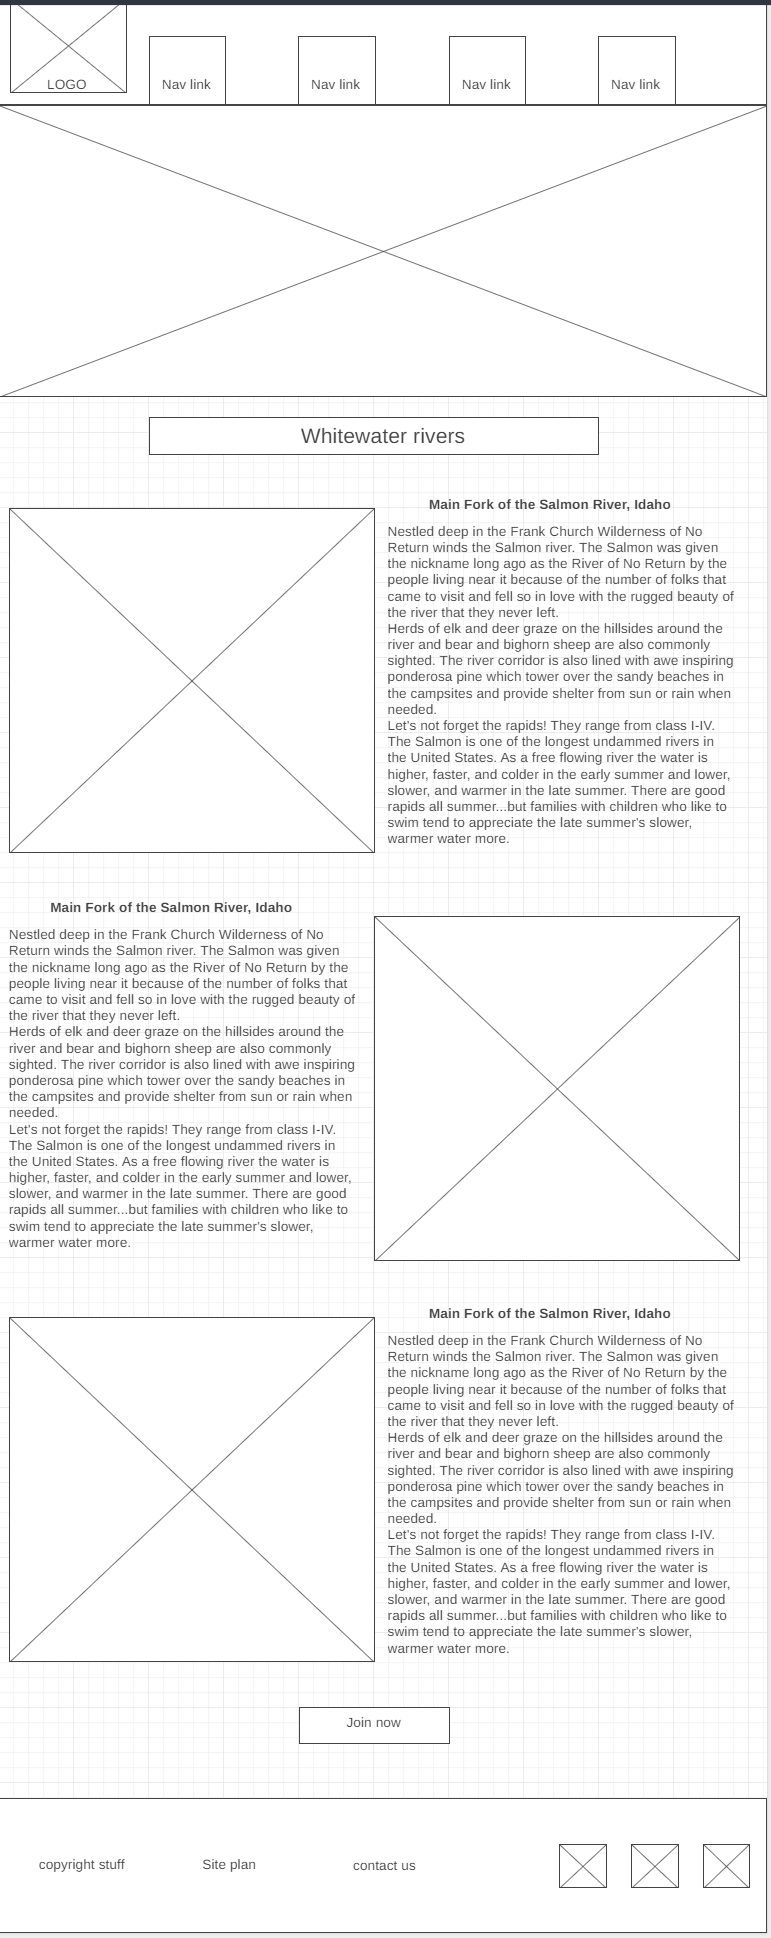 LOGO
Nav link
Nav link
Nav link
Nav link
Whitewater rivers
Main Fork of the Salmon River, Idaho
Nestled deep in the Frank Church Wilderness of No
Return winds the Salmon river. The Salmon was given
the nickname long ago as the River of No Return by the
people living near it because of the number of folks that
came to visit and fell so in love with the rugged beauty of
the river that they never left.
Herds of elk and deer graze on the hillsides around the
river and bear and bighorn sheep are also commonly
sighted. The river corridor is also lined with awe inspiring
ponderosa pine which tower over the sandy beaches in
the campsites and provide shelter from sun or rain when
needed.
Let's not forget the rapids! They range from class I-IV.
The Salmon is one of the longest undammed rivers in
the United States. As a free flowing river the water is
higher, faster, and colder in the early summer and lower,
slower, and warmer in the late summer. There are good
rapids all summer...but families with children who like to
swim tend to appreciate the late summer's slower,
warmer water more.
Main Fork of the Salmon River, Idaho
Nestled deep in the Frank Church Wilderness of No
Return winds the Salmon river. The Salmon was given
the nickname long ago as the River of No Return by the
people living near it because of the number of folks that
came to visit and fell so in love with the rugged beauty of
the river that they never left.
Herds of elk and deer graze on the hillsides around the
river and bear and bighorn sheep are also commonly
sighted. The river corridor is also lined with awe inspiring
ponderosa pine which tower over the sandy beaches in
the campsites and provide shelter from sun or rain when
needed.
Let's not forget the rapids! They range from class I-IV.
The Salmon is one of the longest undammed rivers in
the United States. As a free flowing river the water is
higher, faster, and colder in the early summer and lower,
slower, and warmer in the late summer. There are good
rapids all summer...but families with children who like to
swim tend to appreciate the late summer's slower,
warmer water more.
Main Fork of the Salmon River, Idaho
Nestled deep in the Frank Church Wilderness of No
Return winds the Salmon river. The Salmon was given
the nickname long ago as the River of No Return by the
people living near it because of the number of folks that
came to visit and fell so in love with the rugged beauty of
the river that they never left.
Herds of elk and deer graze on the hillsides around the
river and bear and bighorn sheep are also commonly
sighted. The river corridor is also lined with awe inspiring
ponderosa pine which tower over the sandy beaches in
the campsites and provide shelter from sun or rain when
needed.
Let's not forget the rapids! They range from class I-IV.
The Salmon is one of the longest undammed rivers in
the United States. As a free flowing river the water is
higher, faster, and colder in the early summer and lower,
slower, and warmer in the late summer. There are good
rapids all summer...but families with children who like to
swim tend to appreciate the late summer's slower,
warmer water more.
Join now
copyright stuff
Site plan
contact us